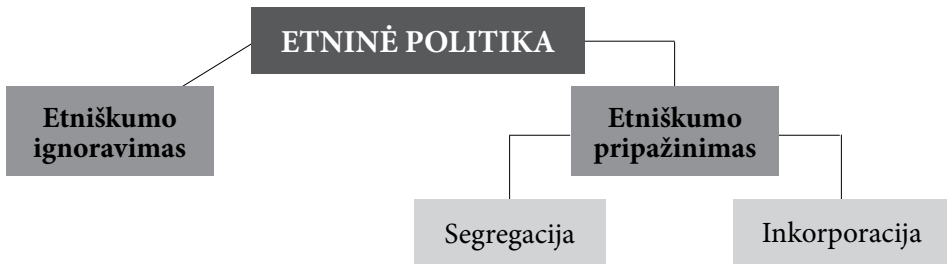 ETNINĖ POLITIKA
Etniškumo
ignoravimas
Etniškumo
pripažinimas
Segregacija
Inkorporacija